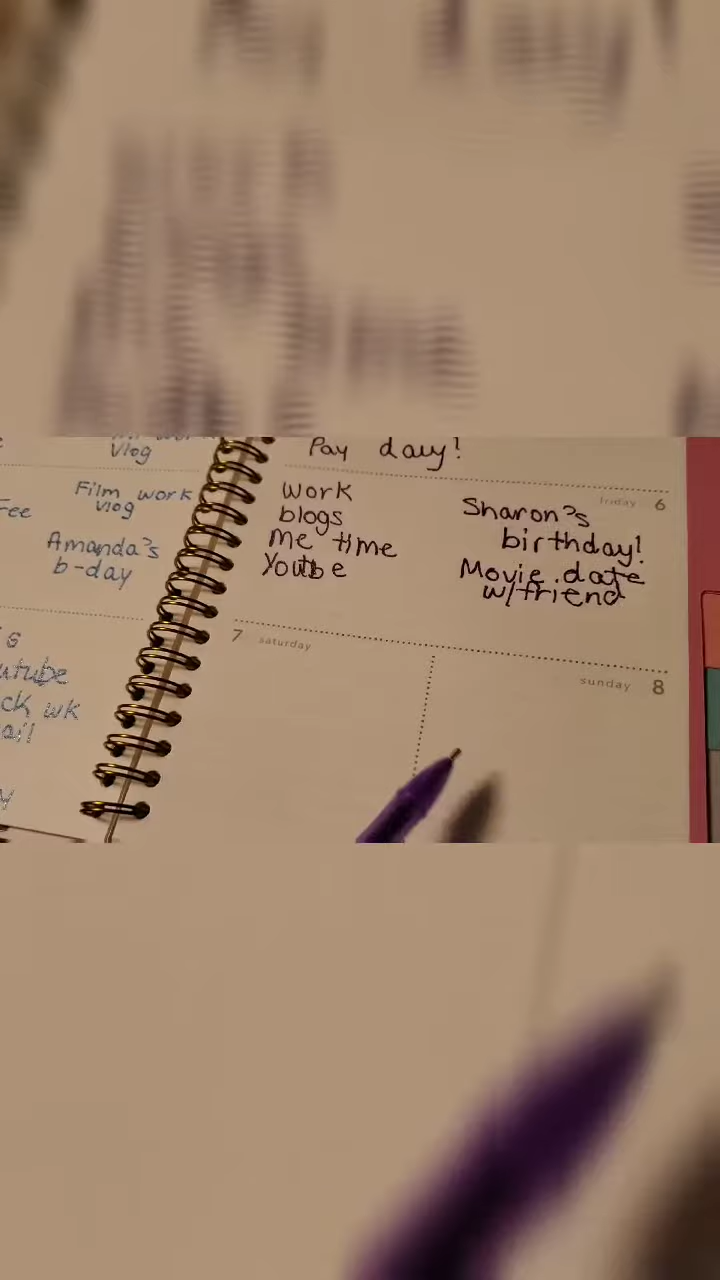 Vlog
Film work
vlog
Amanda's
b-day
wk
Pay day!
friday 6
work
blogs
me time
Youtbe
Sharon's
birthday!
Movie date
w/friend
7 saturday
sunday 8